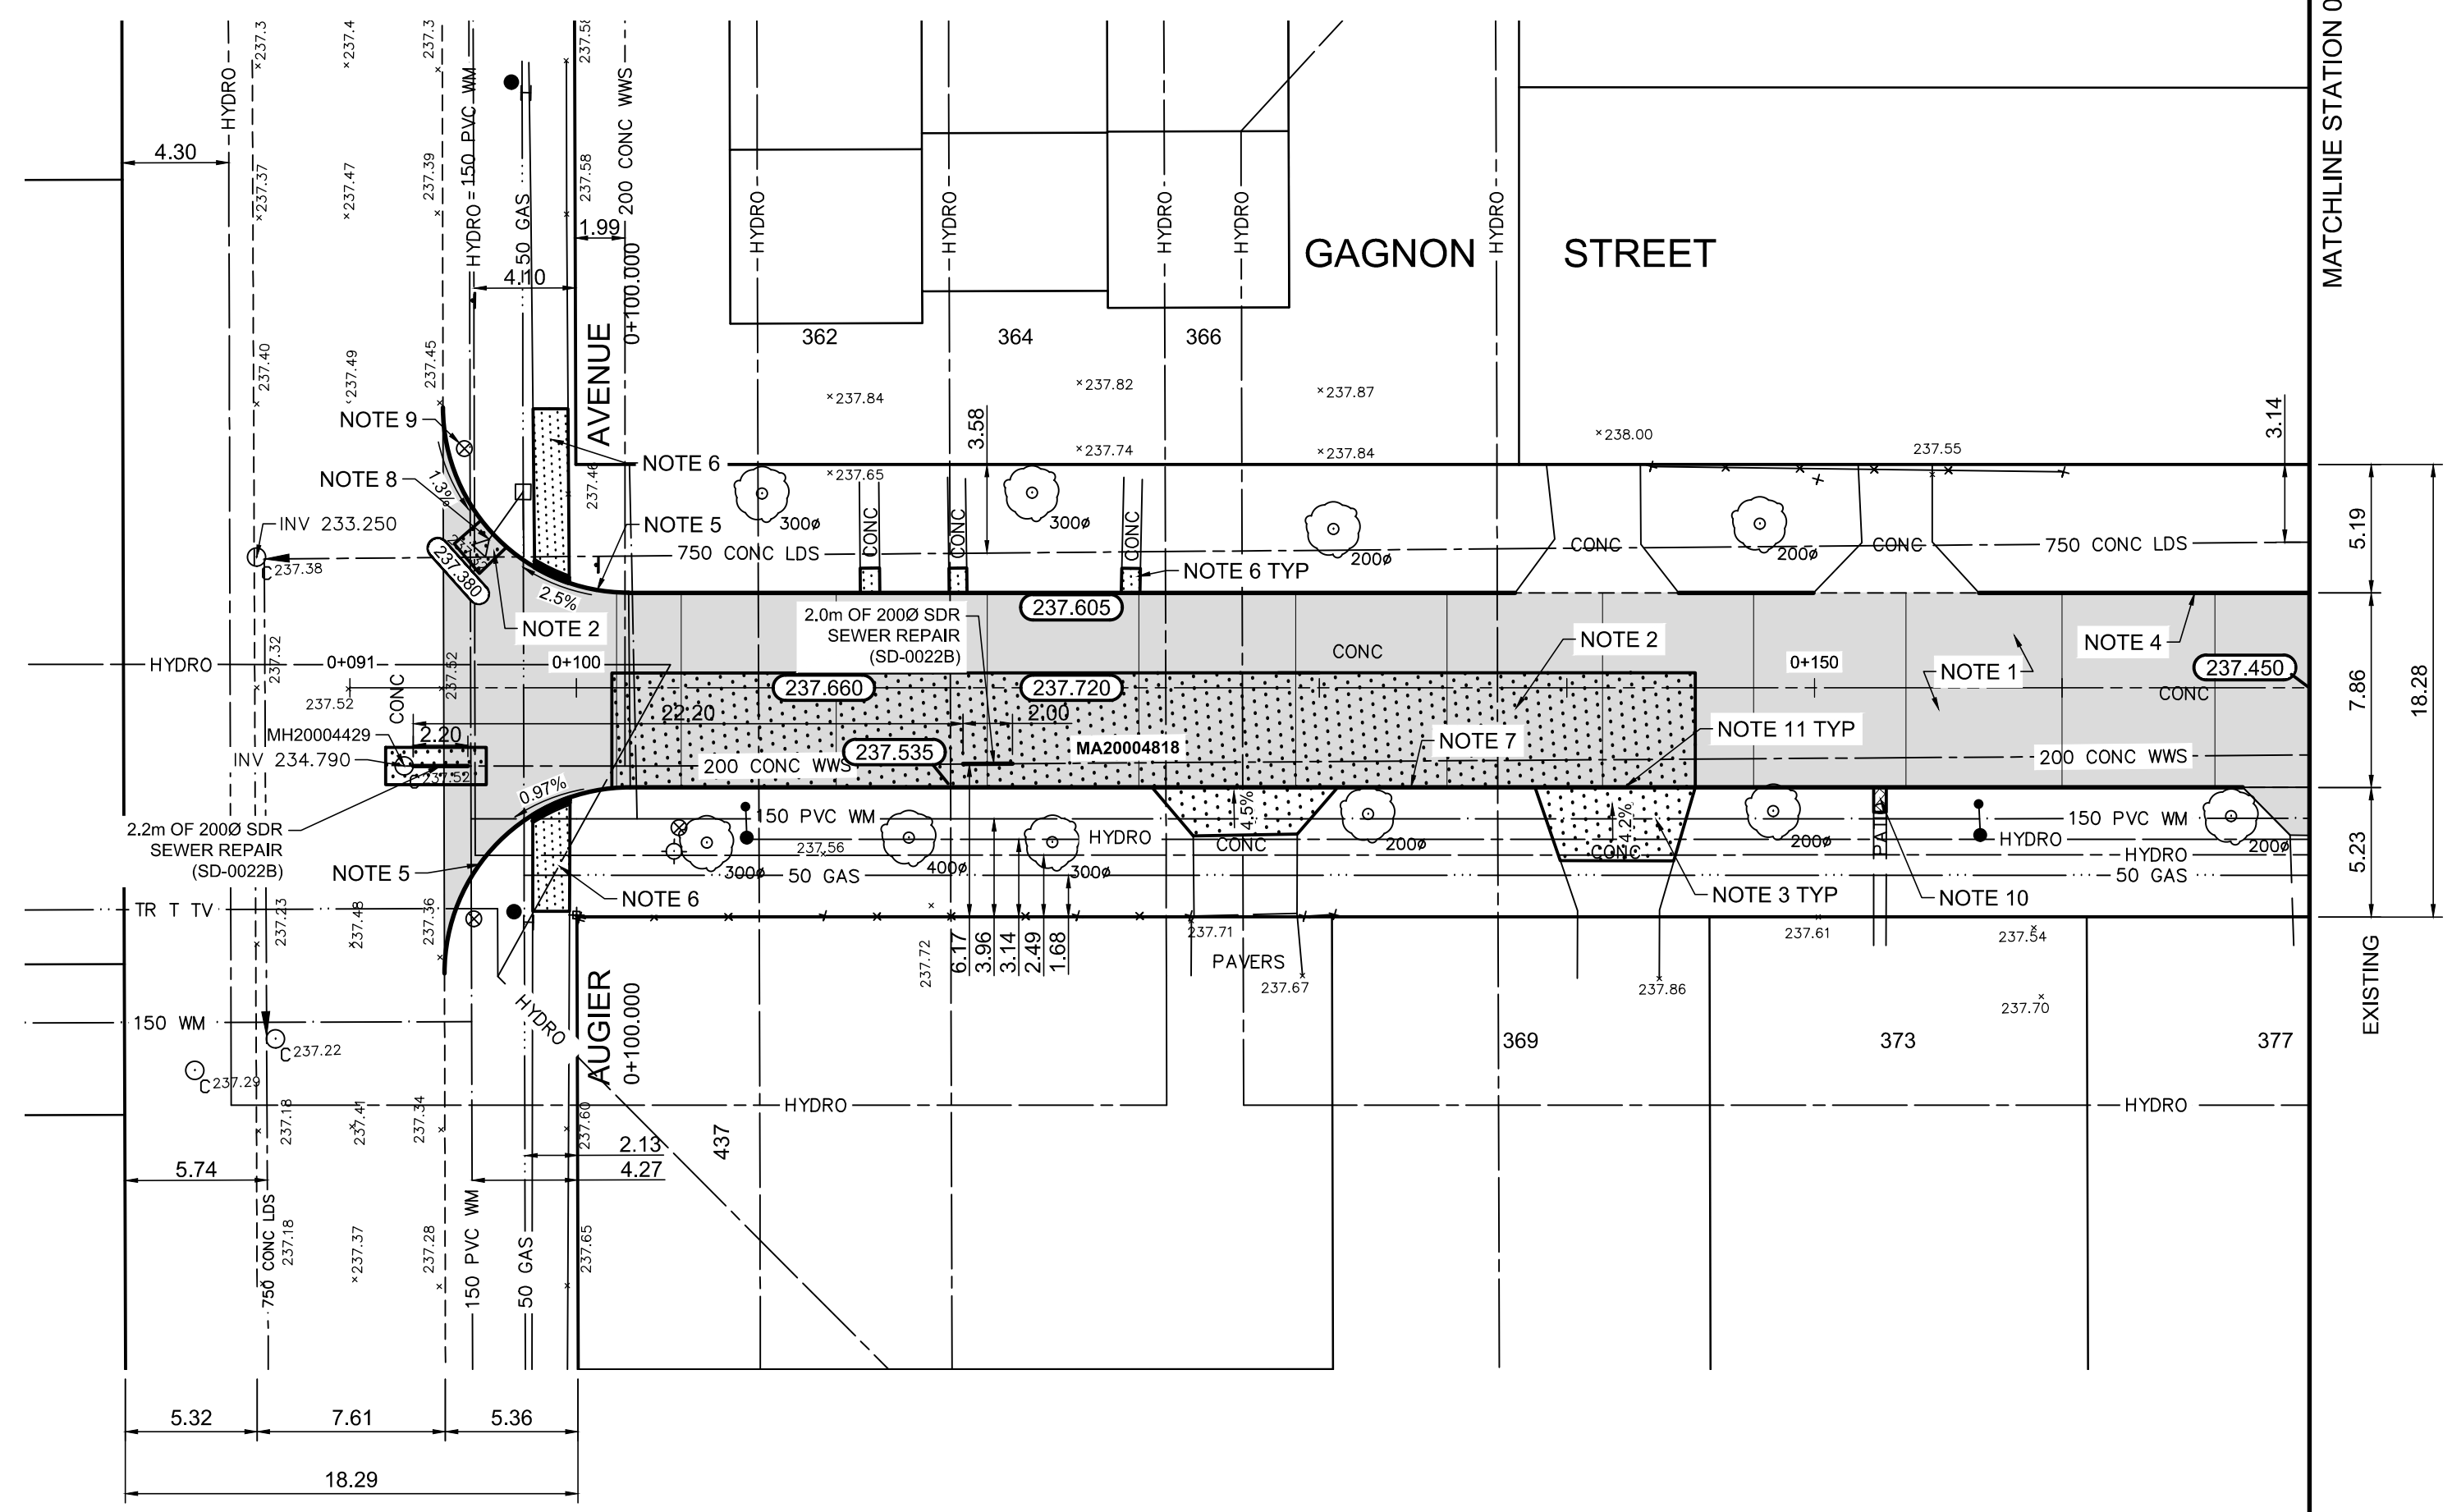 MATCHLINE STATION 0
237.3
237.4
237.3
237.58
HYDRO
150 PVC WM
200 CONC WWS
4.30
237.37
237.47
237.39
237.58
HYDRO
50 GAS
1.99
0+100.000
4.10
HYDRO
HYDRO
HYDRO
HYDRO
HYDRO
GAGNON STREET
AVENUE
362
364
366
237.40
237.49
237.45
237.84
237.82
237.87
3.58
3.14
NOTE 9
238.00
237.55
237.74
237.84
NOTE 6
237.46
237.65
NOTE 8
1.3%
INV 233.250
NOTE 5
300ø
CONC
CONC
300ø
CONC
200ø
CONC
200ø
CONC
750 CONC LDS
750 CONC LDS
5.19
C 237.38
237.380
2.5%
NOTE 6 TYP
NOTE 2
2.0m OF 200Ø SDR
SEWER REPAIR
(SD-0022B)
237.605
CONC
NOTE 2
NOTE 4
HYDRO
0+091
237.32
237.52
0+100
0+150
NOTE 1
237.450
CONC
7.86
18.28
237.52
CONC
237.660
237.720
22.20
2.00
MH20004429
2.20
INV 234.790
C 237.52
237.535
MA20004818
NOTE 7
NOTE 11 TYP
200 CONC WWS
200 CONC WWS
0.97%
2.2m OF 200Ø SDR
SEWER REPAIR
(SD-0022B)
150 PVC WM
4.5%
4.2%
150 PVC WM
HYDRO
HYDRO
237.56
CONC
200ø
CONC
200ø
HYDRO
200ø
5.23
NOTE 5
300ø
400ø
300ø
50 GAS
50 GAS
NOTE 6
NOTE 3 TYP
NOTE 10
TR T TV
237.23
237.48
237.36
237.72
6.17
3.96
3.14
2.49
1.68
237.71
PAVERS
237.67
237.86
237.61
237.54
237.70
EXISTING
HYDRO
AUGIER
0+100.000
150 WM
C 237.22
C 237.29
369
373
377
237.18
237.41
237.34
237.60
HYDRO
HYDRO
2.13
4.27
437
5.74
750 CONC LDS
237.18
237.37
237.28
150 PVC WM
50 GAS
237.65
5.32
7.61
5.36
18.29